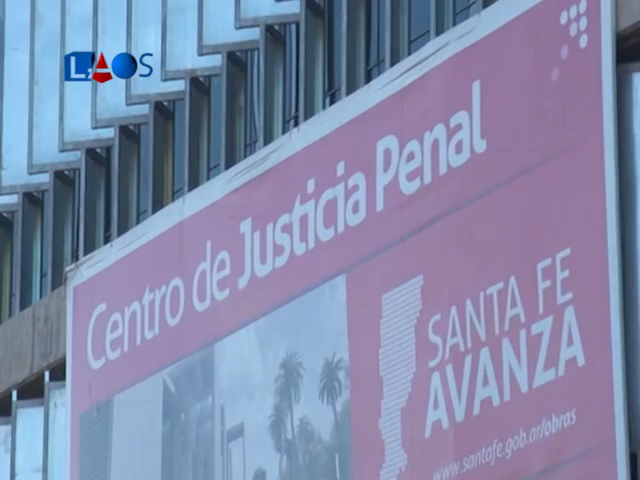 LAOS
Centro de Justicia Penal
SANTA FE
AVANZA
www.santafe.gob.ar/obras